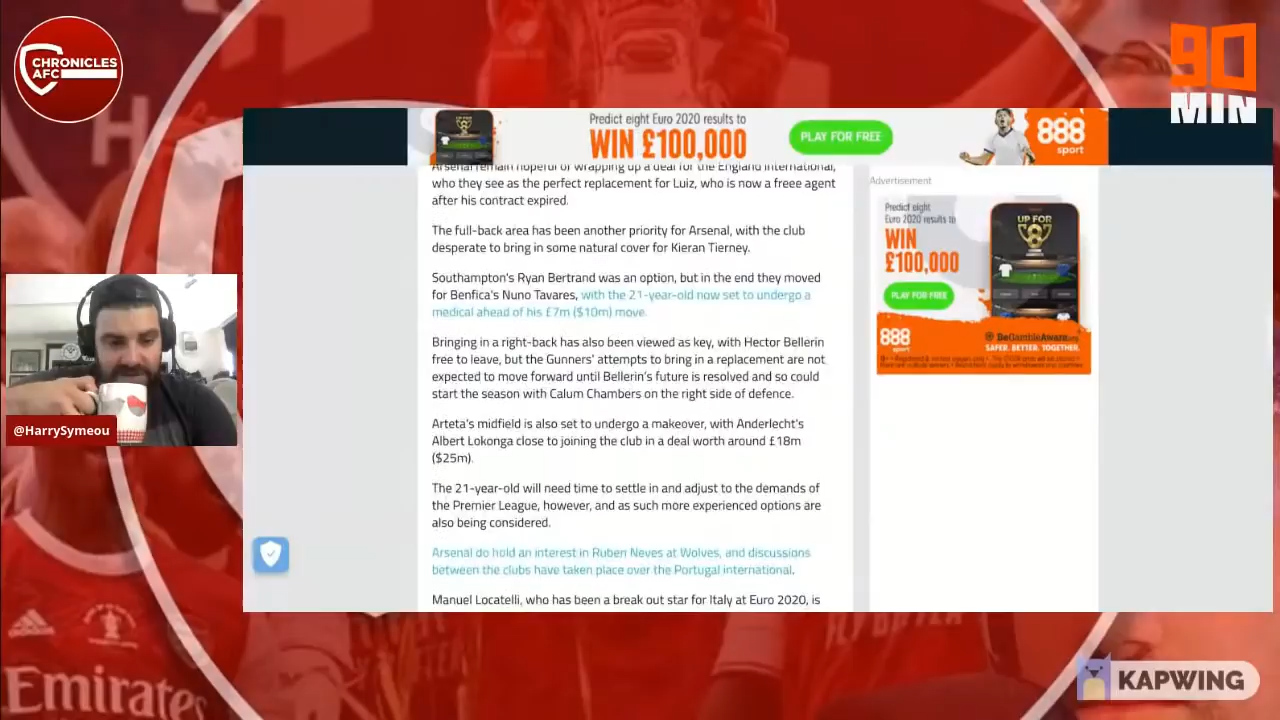 CHRONICLES
AFC
90
MIN
Predict eight Euro 2020 results to
WIN £100,000
PLAY FOR FREE
888
sport
Arsenal remain hopeful of wrapping up a deal for the England international,
who they see as the perfect replacement for Luiz, who is now a freee agent
after his contract expired.
The full-back area has been another priority for Arsenal, with the club
desperate to bring in some natural cover for Kieran Tierney.
Southampton's Ryan Bertrand was an option, but in the end they moved
for Benfica's Nuno Tavares, with the 21-year-old now set to undergo a
medical ahead of his £7m ($10m) move.
Bringing in a right-back has also been viewed as key, with Hector Bellerin
free to leave, but the Gunners' attempts to bring in a replacement are not
expected to move forward until Bellerin's future is resolved and so could
start the season with Calum Chambers on the right side of defence.
Arteta's midfield is also set to undergo a makeover, with Anderlecht's
Albert Lokonga close to joining the club in a deal worth around £18m
($25m).
The 21-year-old will need time to settle in and adjust to the demands of
the Premier League, however, and as such more experienced options are
also being considered.
Arsenal do hold an interest in Ruben Neves at Wolves, and discussions
between the clubs have taken place over the Portugal international.
Manuel Locatelli, who has been a break out star for Italy at Euro 2020, is
Advertisement
Predict eight
Euro 2020 results to
WIN
£100,000
PLAY FOR FREE
UP FOR
8
888
sport
BeGambleAware.org
SAFER. BETTER. TOGETHER.
@HarrySymeou
Emirates
KAPWING